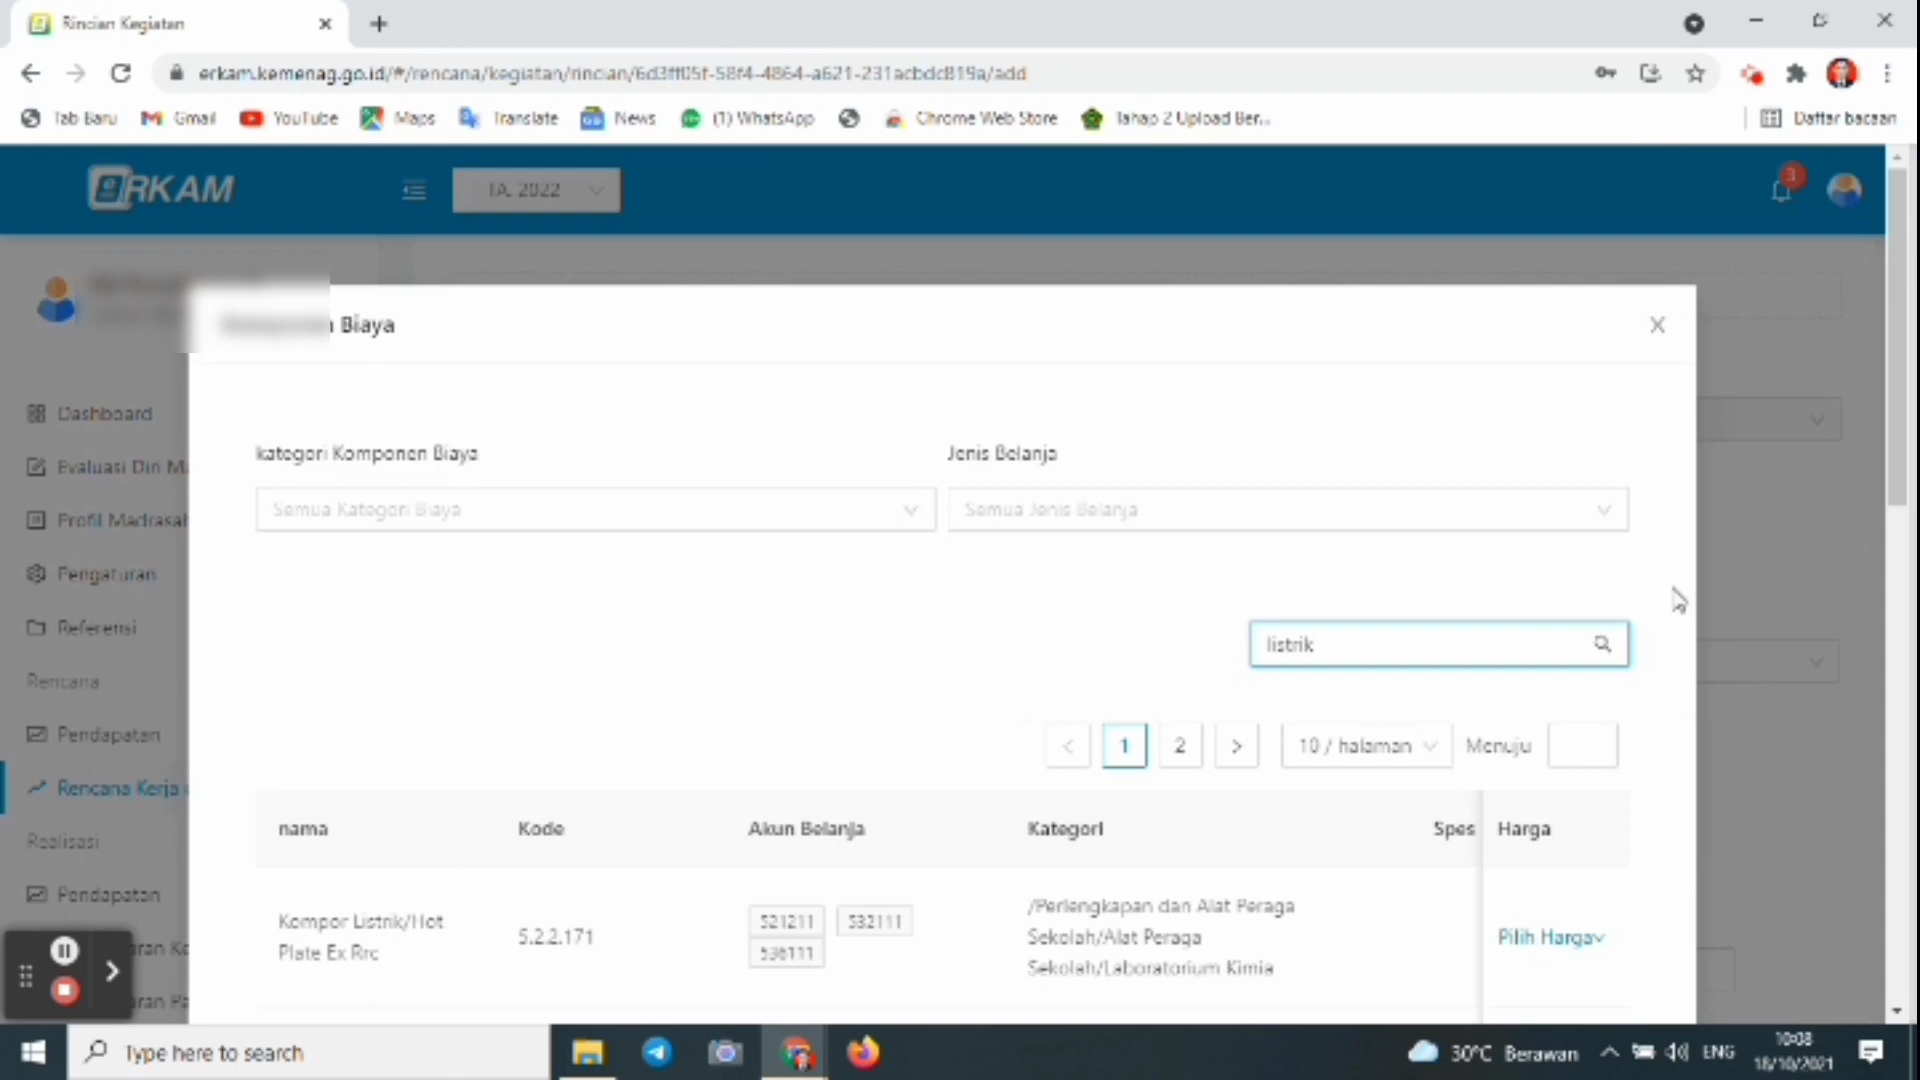 Rincian Kegiatan
erkam.kemenag.go.id/#/rencana/kegiatan/rincian/6d3ff05f-58f4-4864-a621-231acbdc819a/add
Tab Baru Gmail YouTube Maps Translate News (1) WhatsApp Chrome Web Store Tahap 2 Upload Ber... Daftar bacaan
ERKAM TA. 2022 3
Biaya
kategori Komponen Biaya Jenis Belanja
Semua Kategori Biaya Semua Jenis Belanja
listrik
< 1 2 > 10 / halaman Menuju
nama Kode Akun Belanja Kategori Spes Harga
Kompor Listrik/Hot Plate Ex Rrc 5.2.2.171 521211 532111 536111 /Perlengkapan dan Alat Peraga Sekolah/Alat Peraga Sekolah/Laboratorium Kimia Pilih Harga
Dashboard
Evaluasi Diri M
Profil Madrasah
Pengaturan
Referensi
Rencana
Pendapatan
Rencana Kerja
Realisasi
Pendapatan
aran K
aran Pa
Type here to search 30°C Berawan ENG 10:08
18/10/2021